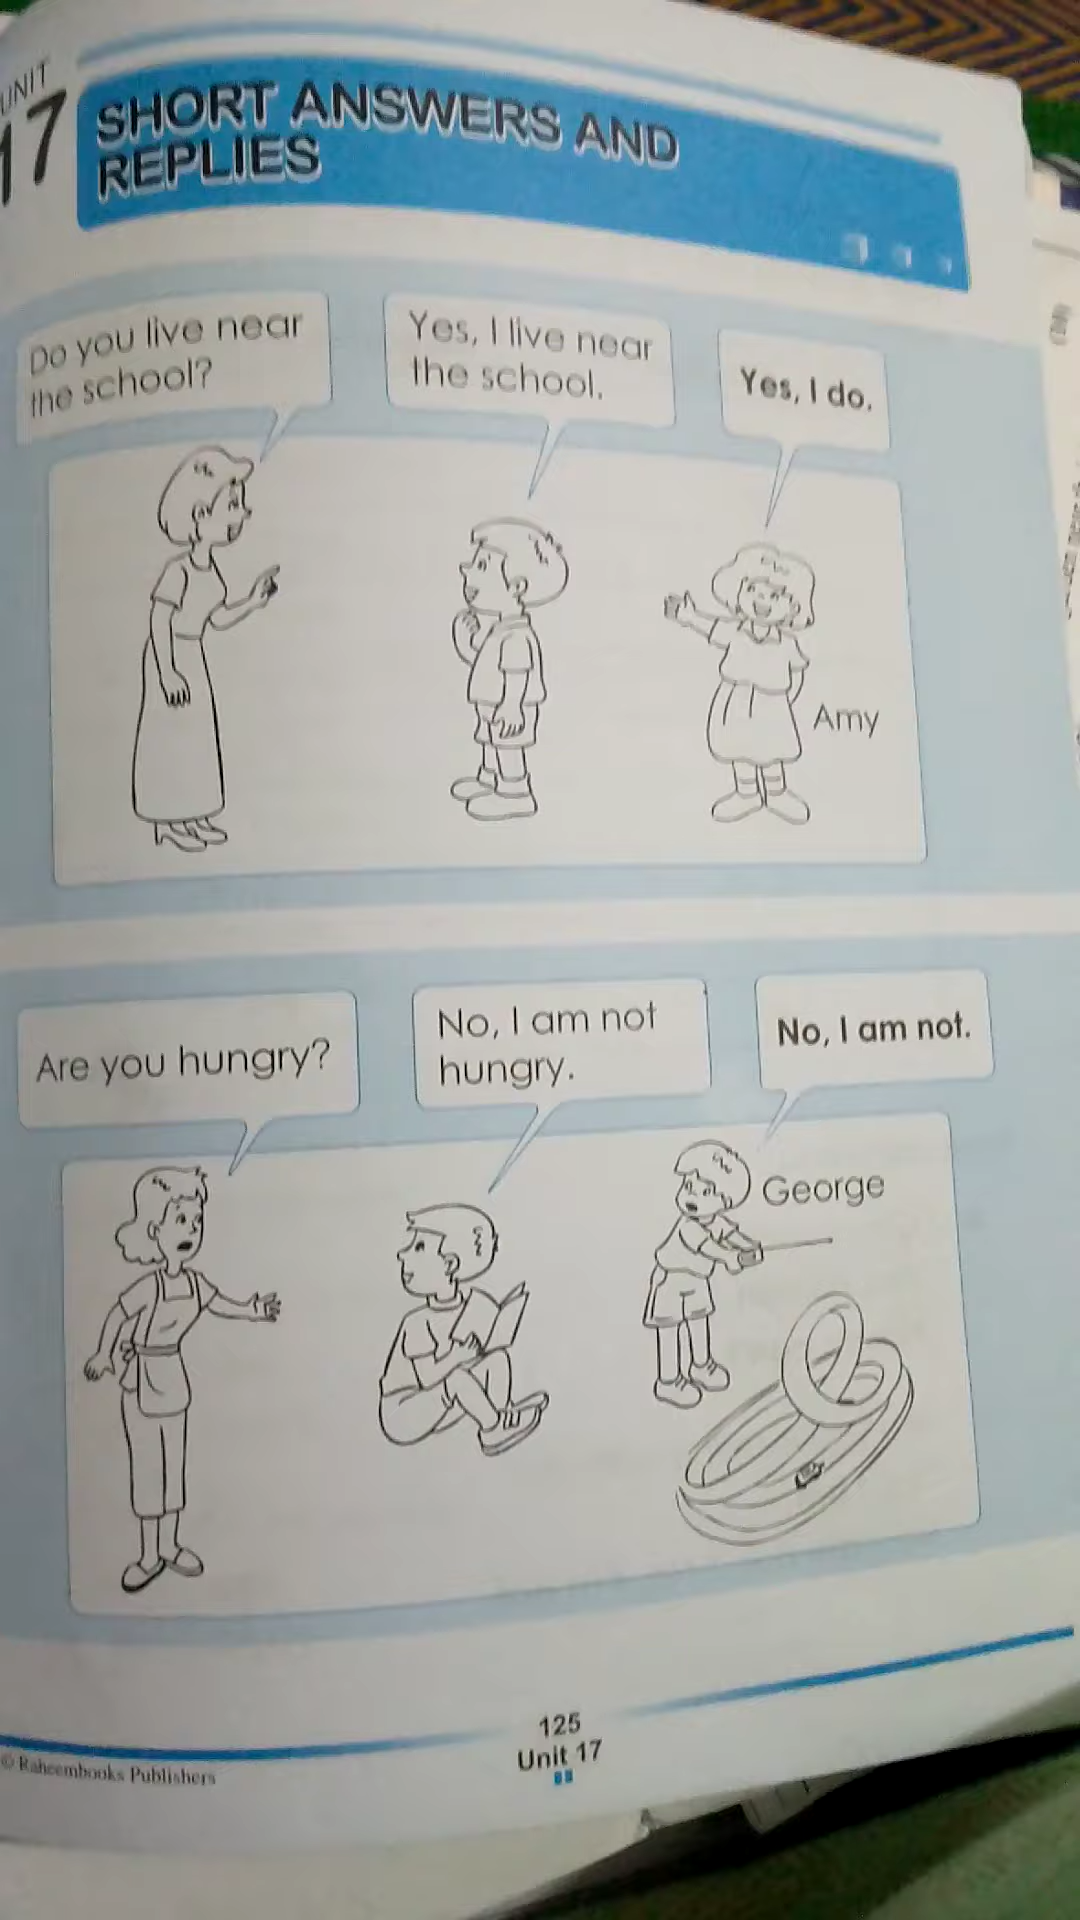 UNIT
17
SHORT ANSWERS AND
REPLIES
Do you live near
the school?
Yes, I live near
the school.
Yes, I do.
Amy
Are you hungry?
No, I am not
hungry.
No, I am not.
George
125
Unit 17
© Raheembooks Publishers